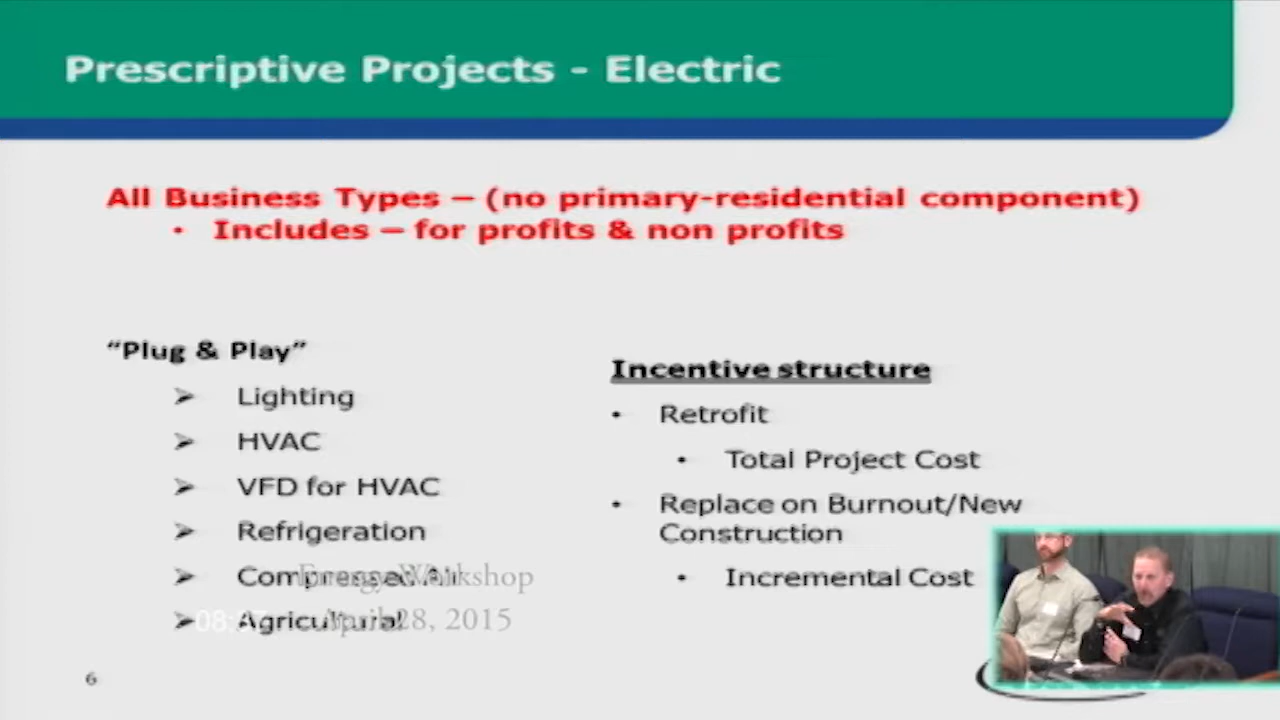 Prescriptive Projects - Electric
All Business Types – (no primary-residential component)
• Includes – for profits & non profits
“Plug & Play”
➢ Lighting
➢ HVAC
➢ VFD for HVAC
➢ Refrigeration
➢ Compressed Air
➢ Agricultural
Incentive structure
• Retrofit
• Total Project Cost
• Replace on Burnout/New
Construction
• Incremental Cost
Energy Workshop
April 28, 2015
6